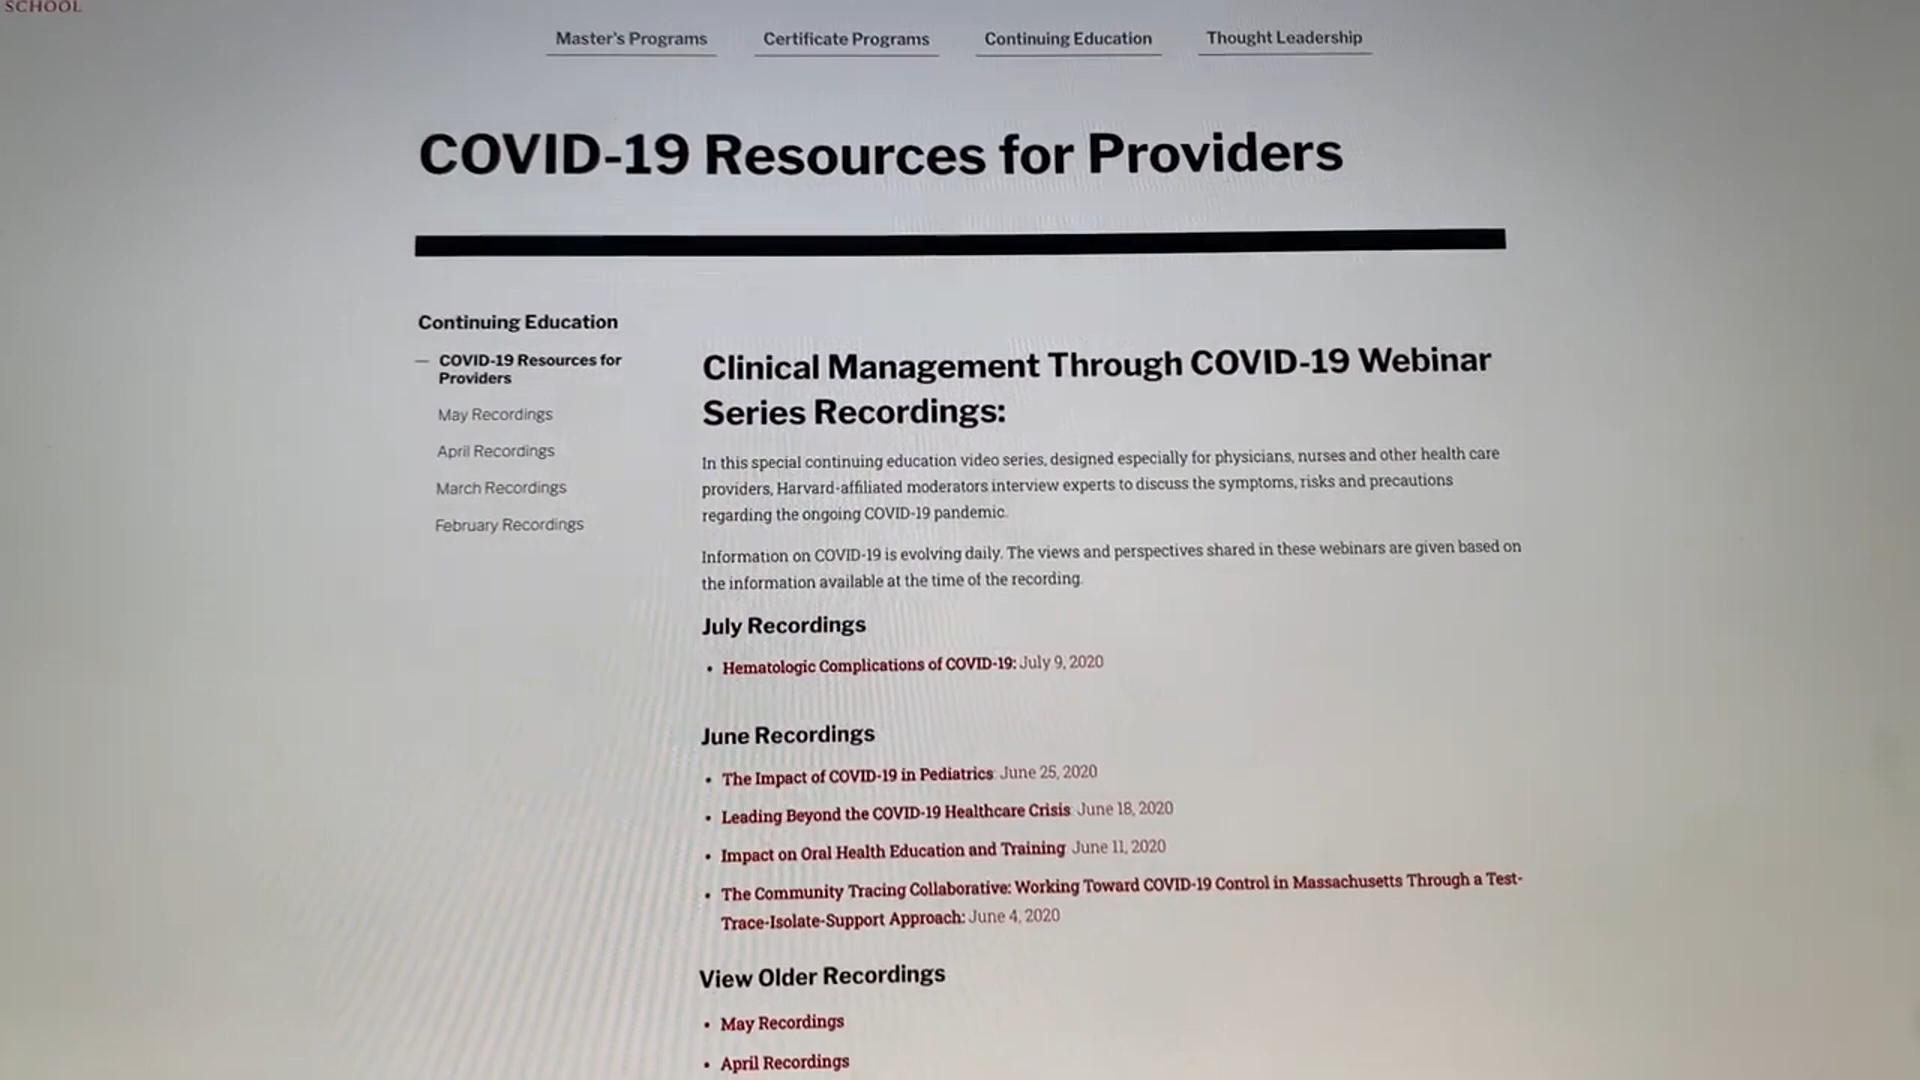 SCHOOL
Master's Programs
Certificate Programs
Continuing Education
Thought Leadership
COVID-19 Resources for Providers
Continuing Education
COVID-19 Resources for
Providers
May Recordings
April Recordings
March Recordings
February Recordings
Clinical Management Through COVID-19 Webinar
Series Recordings:
In this special continuing education video series, designed especially for physicians, nurses and other health care
providers, Harvard-affiliated moderators interview experts to discuss the symptoms, risks and precautions
regarding the ongoing COVID-19 pandemic.
Information on COVID-19 is evolving daily. The views and perspectives shared in these webinars are given based on
the information available at the time of the recording.
July Recordings
• Hematologic Complications of COVID-19: July 9, 2020
June Recordings
• The Impact of COVID-19 in Pediatrics: June 25, 2020
• Leading Beyond the COVID-19 Healthcare Crisis: June 18, 2020
• Impact on Oral Health Education and Training: June 11, 2020
• The Community Tracing Collaborative: Working Toward COVID-19 Control in Massachusetts Through a Test-
Trace-Isolate-Support Approach: June 4, 2020
View Older Recordings
• May Recordings
• April Recordings